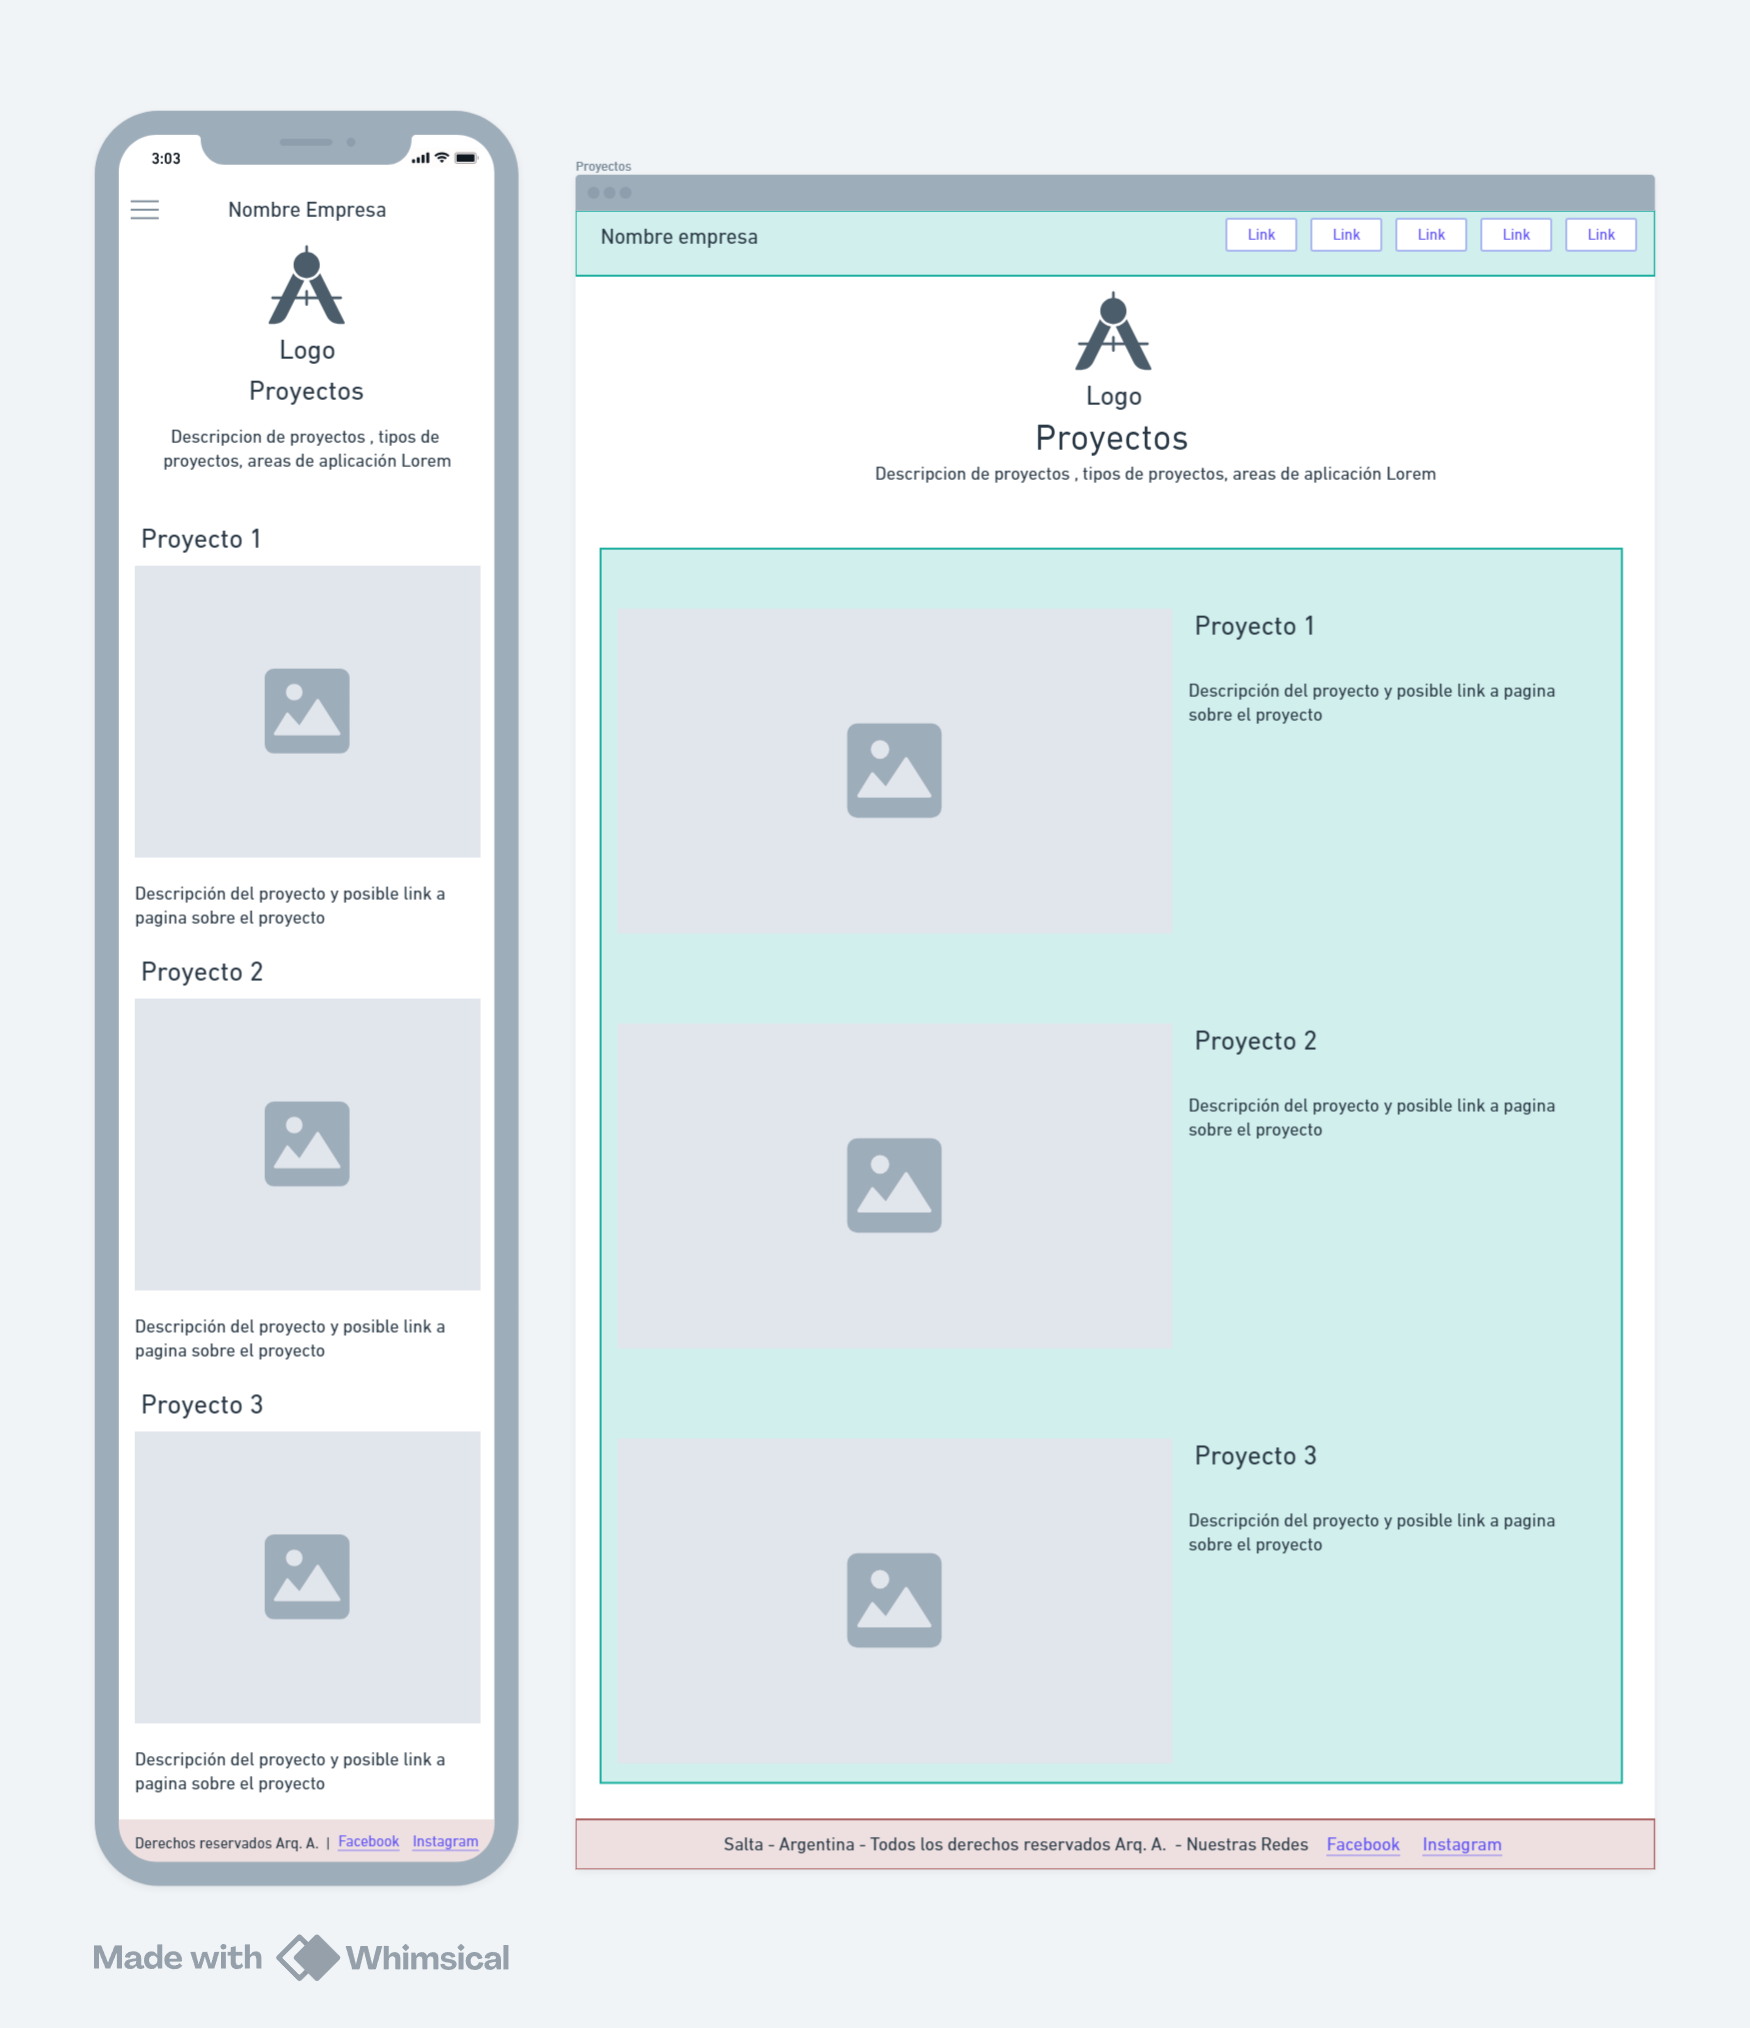 3:03
Nombre Empresa
Logo
Proyectos
Descripcion de proyectos , tipos de
proyectos, areas de aplicación Lorem
Proyecto 1
Descripción del proyecto y posible link a
pagina sobre el proyecto
Proyecto 2
Descripción del proyecto y posible link a
pagina sobre el proyecto
Proyecto 3
Descripción del proyecto y posible link a
pagina sobre el proyecto
Derechos reservados Arq. A. | Facebook Instagram
Proyectos
Nombre empresa
Link Link Link Link Link
Logo
Proyectos
Descripcion de proyectos , tipos de proyectos, areas de aplicación Lorem
Proyecto 1
Descripción del proyecto y posible link a pagina
sobre el proyecto
Proyecto 2
Descripción del proyecto y posible link a pagina
sobre el proyecto
Proyecto 3
Descripción del proyecto y posible link a pagina
sobre el proyecto
Salta - Argentina - Todos los derechos reservados Arq. A. - Nuestras Redes Facebook Instagram
Made with Whimsical